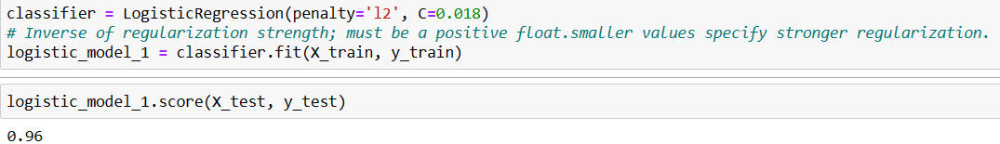 classifier = LogisticRegression(penalty='l2', C=0.018)
# Inverse of regularization strength; must be a positive float.smaller values specify stronger regularization.
logistic_model_1 = classifier.fit(X_train, y_train)
logistic_model_1.score(X_test, y_test)
0.96